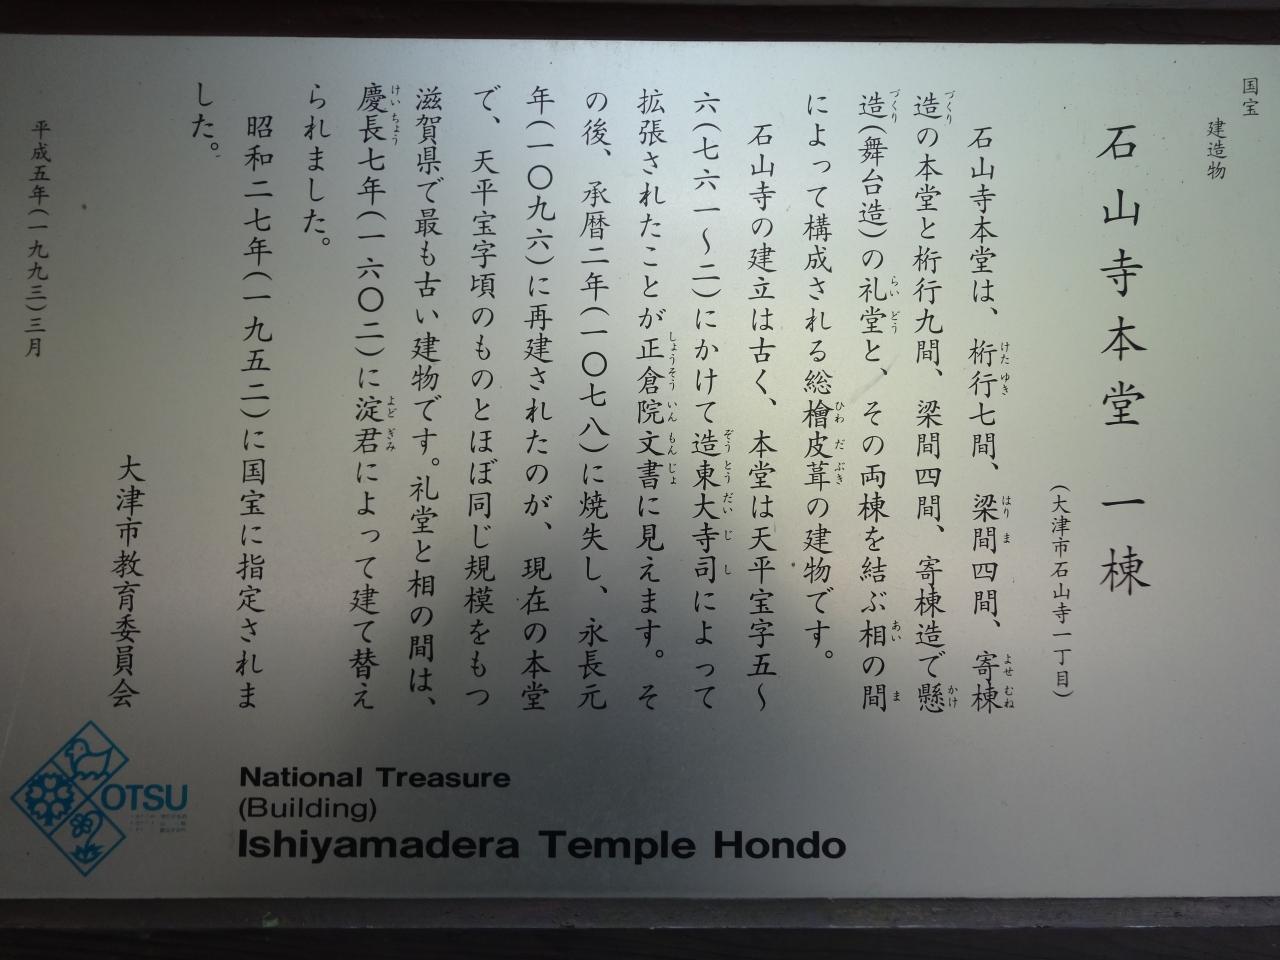 国宝
建造物
石山寺本堂 一棟
(大津市石山寺一丁目)
石山寺本堂は、桁行七間、梁間四間、寄棟
造の本堂と桁行九間、梁間四間、寄棟造で懸
造(舞台造)の礼堂と、その両棟を結ぶ相の間
によって構成される総檜皮葺の建物です。
石山寺の建立は古く、本堂は天平宝字五〜
六(七六一〜二)にかけて造東大寺司によって
拡張されたことが正倉院文書に見えます。そ
の後、承暦二年(一〇七八)に焼失し、永長元
年(一〇九六)に再建されたのが、現在の本堂
で、天平宝字頃のものとほぼ同じ規模をもつ
滋賀県で最も古い建物です。礼堂と相の間は、
慶長七年(一六〇二)に淀君によって建て替え
られました。
昭和二七年(一九五二)に国宝に指定されま
した。
大津市教育委員会
平成五年(一九九三)三月
OTSU
National Treasure
(Building)
Ishiyamadera Temple Hondo